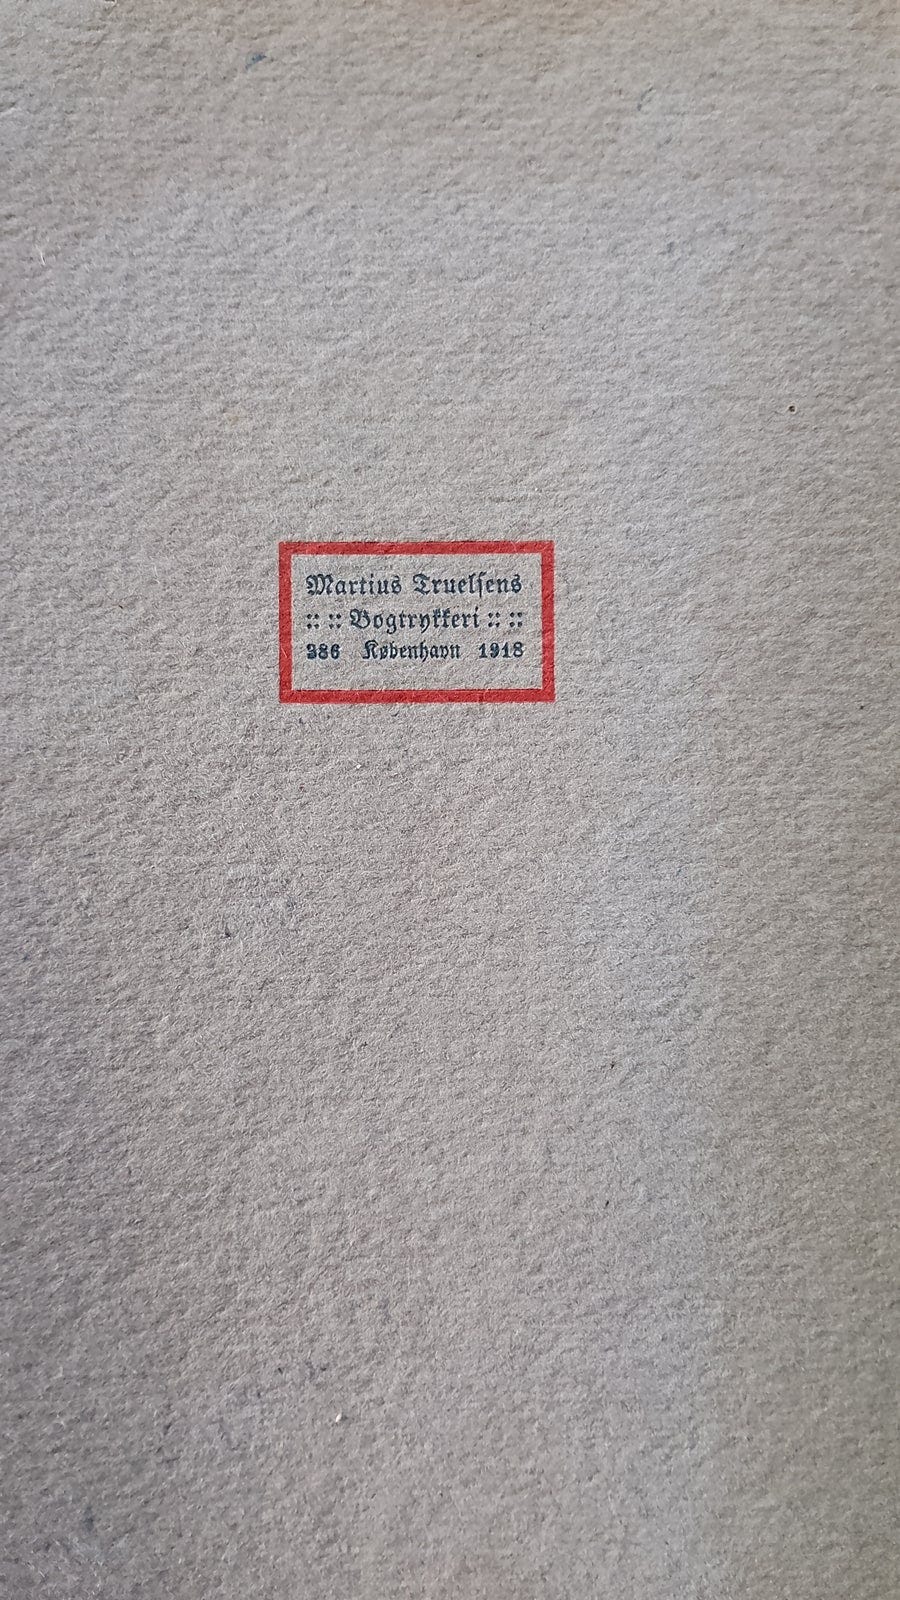 Martius Truelſens
:: :: Bogtrykkeri :: ::
386 København 1918